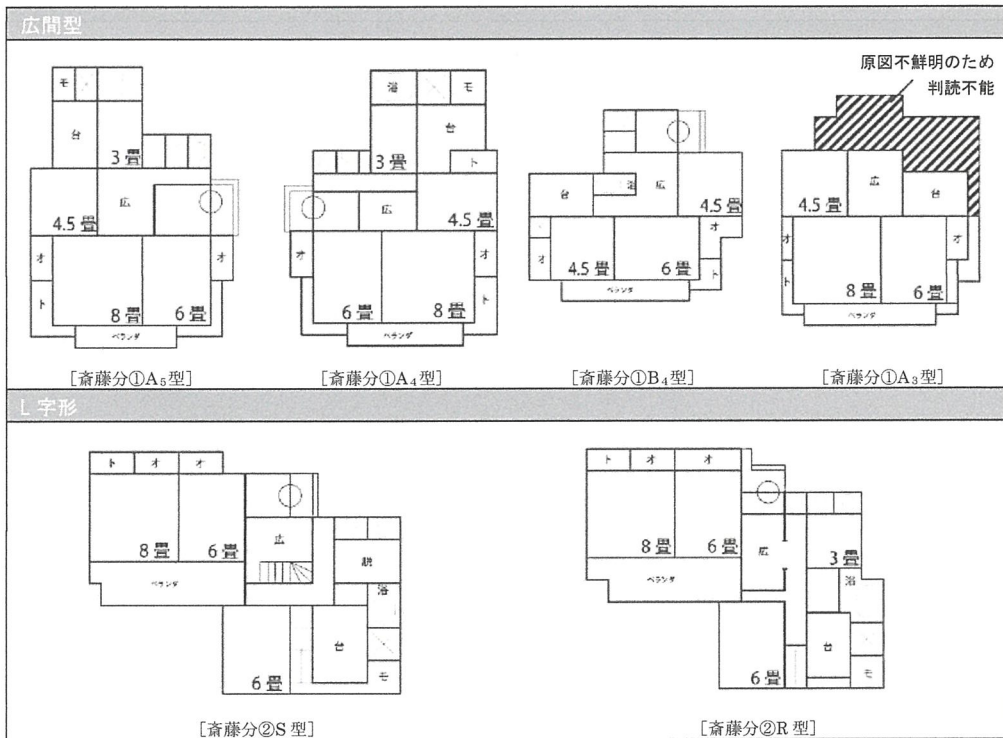 広間型
原図不鮮明のため
判読不能
モ
台
3畳
広
4.5畳
オ
オ
ト
8畳
6畳
ベランダ
[斎藤分①A5型]
浴
モ
台
3畳
ト
広
4.5畳
オ
オ
ト
6畳
8畳
ベランダ
[斎藤分①A4型]
台
浴
広
4.5畳
オ
オ
ト
4.5畳
6畳
ベランダ
[斎藤分①B4型]
4.5畳
広
台
オ
オ
ト
8畳
6畳
ベランダ
[斎藤分①A3型]
L字形
ト
オ
オ
8畳
6畳
広
脱
ベランダ
浴
台
6畳
モ
[斎藤分②S型]
ト
オ
オ
8畳
6畳
広
3畳
ベランダ
浴
台
6畳
モ
[斎藤分②R型]